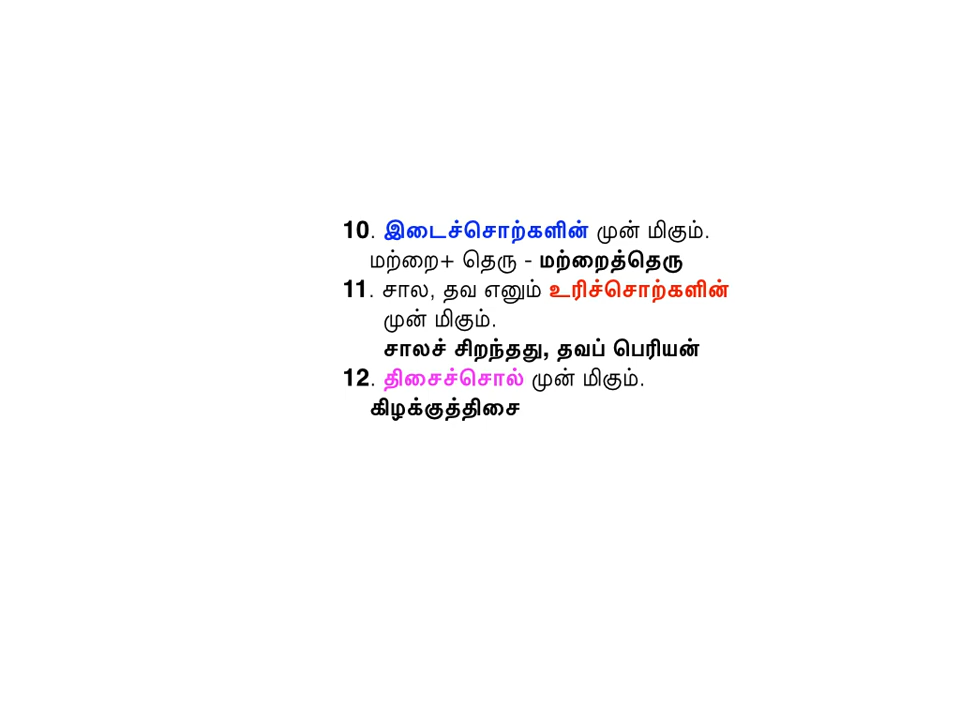 10. இடைச்சொற்களின் முன் மிகும்.
மற்றை+ தெரு - மற்றைத்தெரு
11. சால, தவ எனும் உரிச்சொற்களின்
முன் மிகும்.
சாலச் சிறந்தது, தவப் பெரியன்
12. திசைச்சொல் முன் மிகும்.
கிழக்குத்திசை